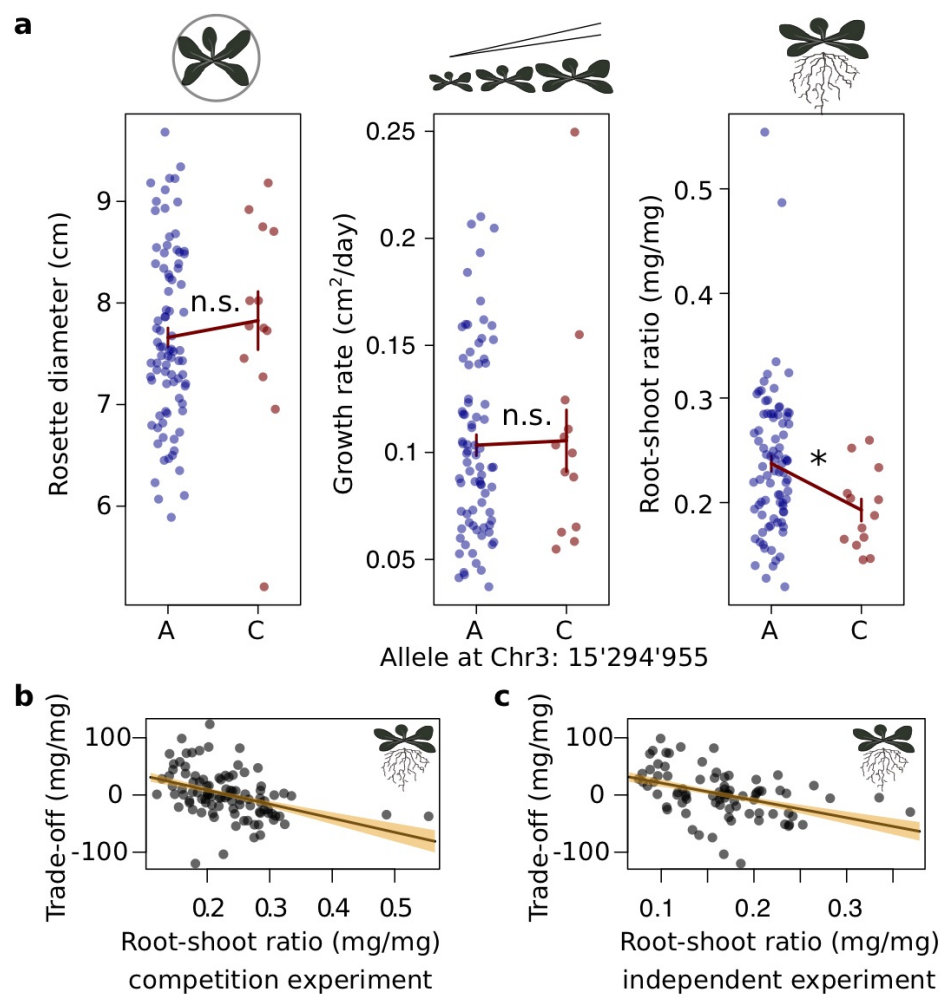 a
Rosette diameter (cm)
9
8
7
6
n.s.
A
C
Growth rate (cm²/day)
0.25
0.2
0.15
0.1
0.05
n.s.
A
C
Root-shoot ratio (mg/mg)
0.5
0.4
0.3
0.2
*
A
C
Allele at Chr3: 15'294'955
b
Trade-off (mg/mg)
100
0
-100
0.2
0.3
0.4
0.5
Root-shoot ratio (mg/mg)
competition experiment
c
Trade-off (mg/mg)
100
0
-100
0.1
0.2
0.3
Root-shoot ratio (mg/mg)
independent experiment